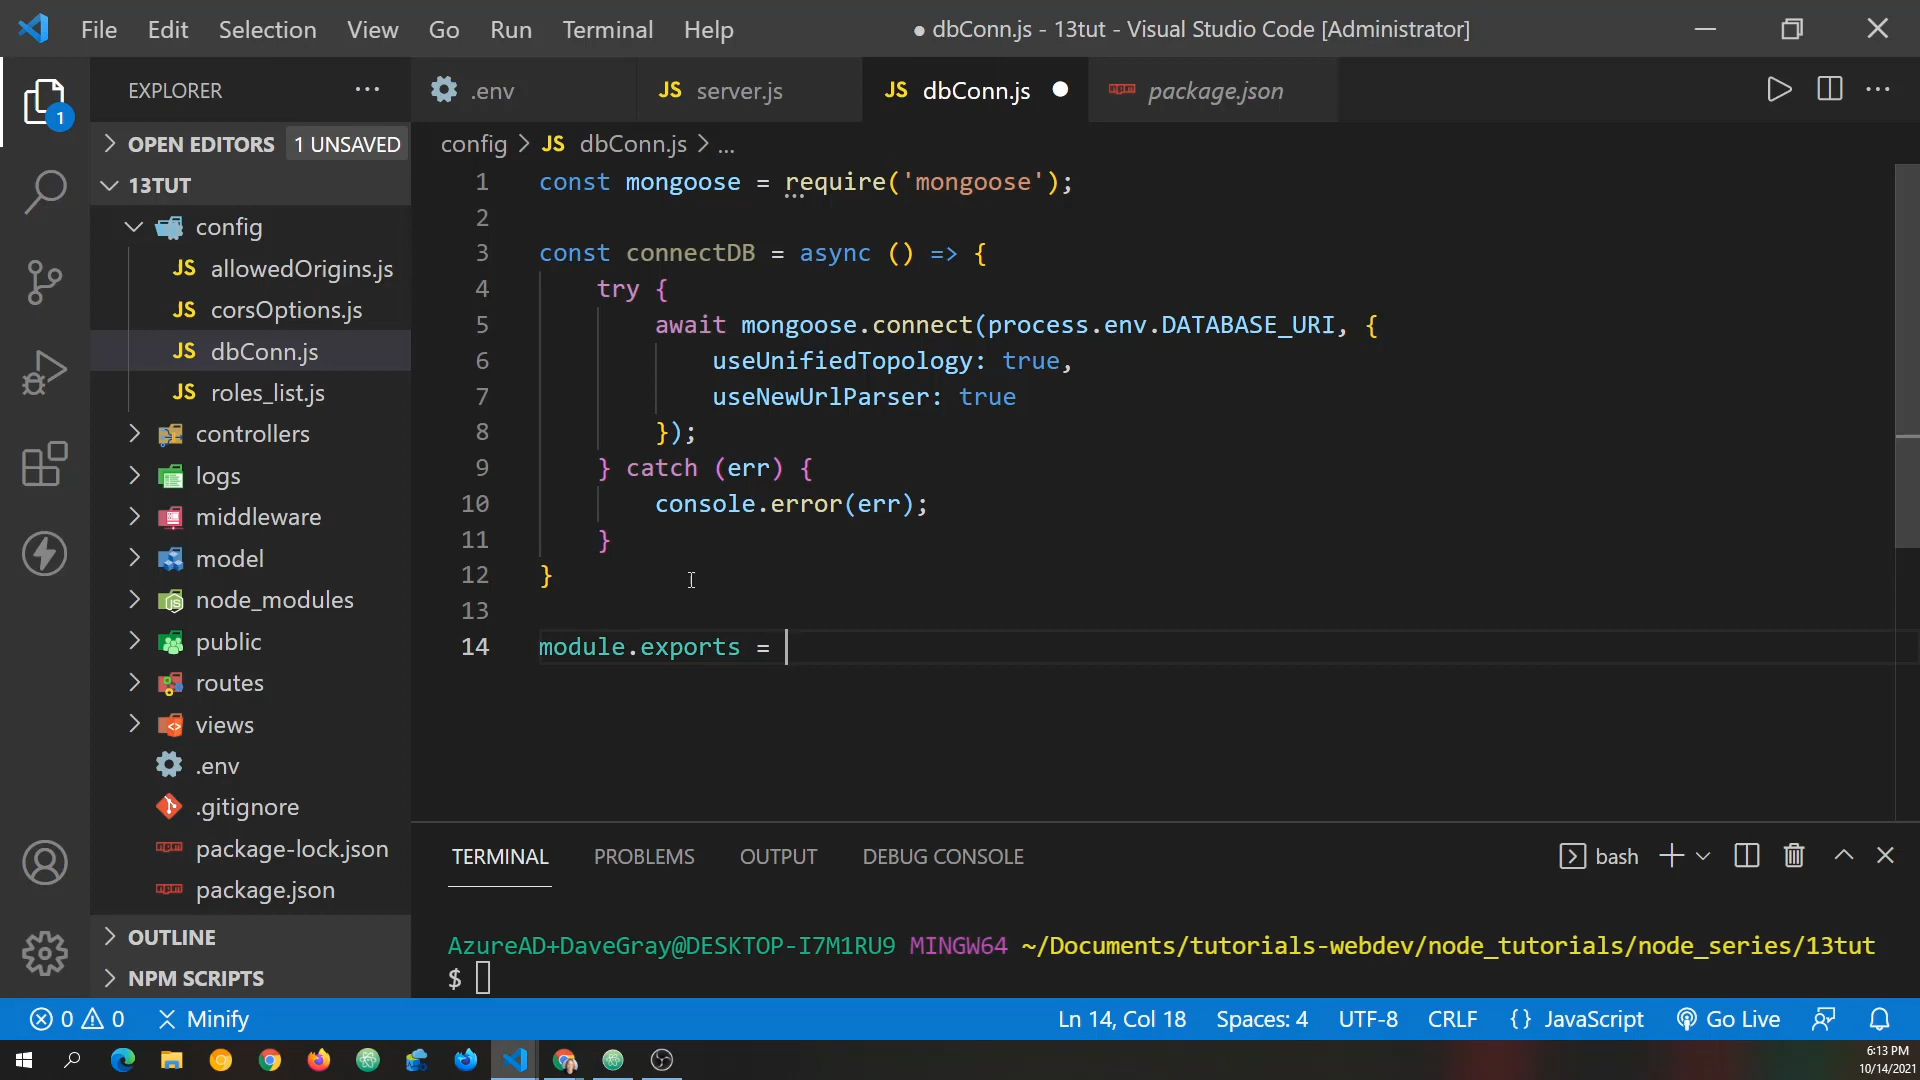 File Edit Selection View Go Run Terminal Help ● dbConn.js - 13tut - Visual Studio Code [Administrator]
EXPLORER ...
1
.env
JS server.js
JS dbConn.js
package.json
OPEN EDITORS 1 UNSAVED
13TUT
config
JS allowedOrigins.js
JS corsOptions.js
JS dbConn.js
JS roles_list.js
controllers
logs
middleware
model
node_modules
public
routes
views
.env
.gitignore
package-lock.json
package.json
OUTLINE
NPM SCRIPTS
config > JS dbConn.js > ...
1 const mongoose = require('mongoose');
2
3 const connectDB = async () => {
4 try {
5 await mongoose.connect(process.env.DATABASE_URI, {
6 useUnifiedTopology: true,
7 useNewUrlParser: true
8 });
9 } catch (err) {
10 console.error(err);
11 }
12 }
13
14 module.exports =
TERMINAL PROBLEMS OUTPUT DEBUG CONSOLE bash
AzureAD+DaveGray@DESKTOP-I7M1RU9 MINGW64 ~/Documents/tutorials-webdev/node_tutorials/node_series/13tut
$
0 0 Minify Ln 14, Col 18 Spaces: 4 UTF-8 CRLF {} JavaScript Go Live
6:13 PM
10/14/2021